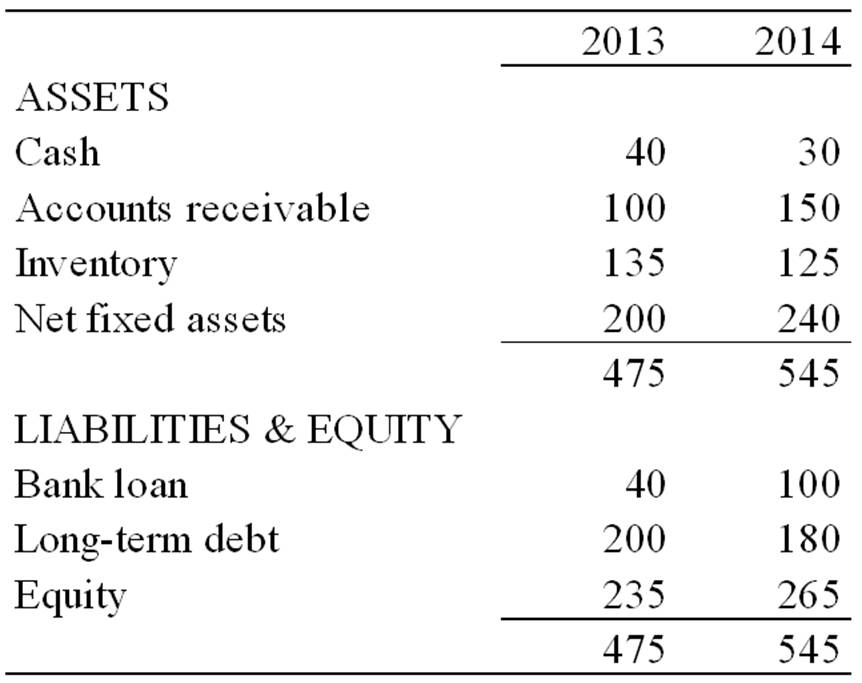 2013 2014
ASSETS
Cash 40 30
Accounts receivable 100 150
Inventory 135 125
Net fixed assets 200 240
475 545
LIABILITIES & EQUITY
Bank loan 40 100
Long-term debt 200 180
Equity 235 265
475 545